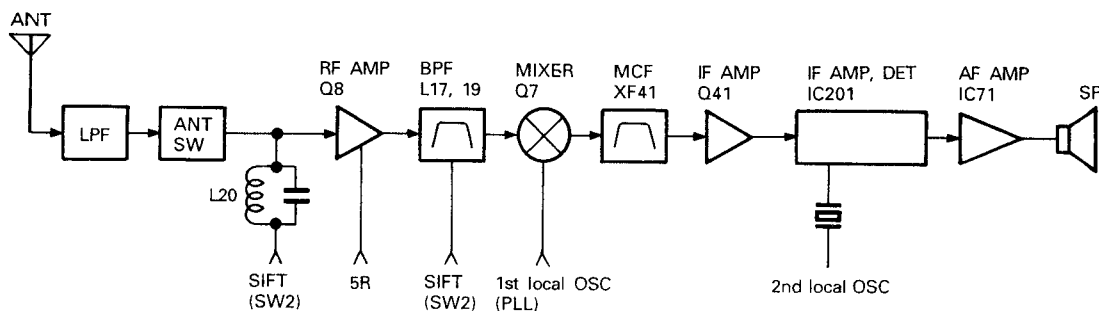 ANT
LPF
ANT
SW
L20
SIFT
(SW2)
RF AMP
Q8
5R
BPF
L17, 19
SIFT
(SW2)
MIXER
Q7
1st local OSC
(PLL)
MCF
XF41
IF AMP
Q41
IF AMP, DET
IC201
2nd local OSC
AF AMP
IC71
SP